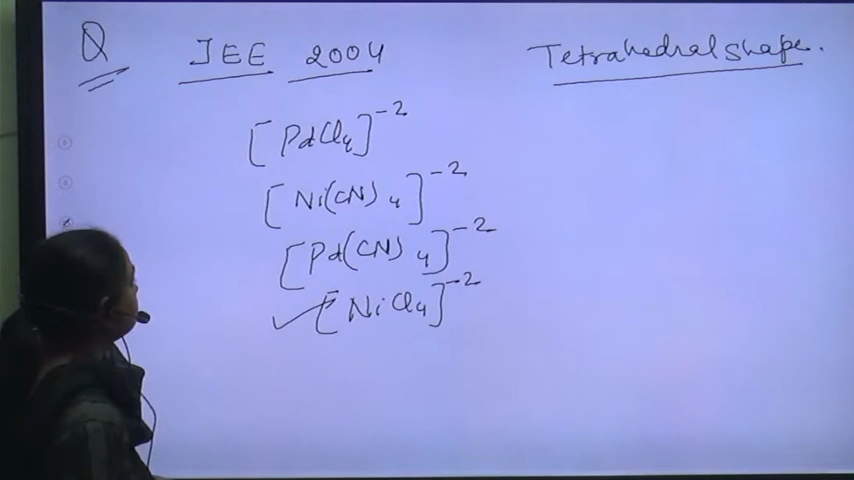 Q JEE 2004 Tetrahedral shape.
[PdCl4]-2
[Ni(CN)4]-2
[Pd(CN)4]-2
✓[NiCl4]-2